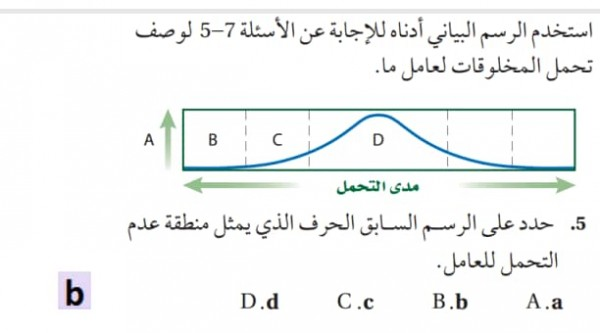 استخدم الرسم البياني أدناه للإجابة عن الأسئلة 7–5 لوصف
تحمل المخلوقات لعامل ما.
A B C D
مدى التحمل
5. حدد على الرسم السابق الحرف الذي يمثل منطقة عدم
التحمل للعامل.
A.a B.b C.c D.d
b